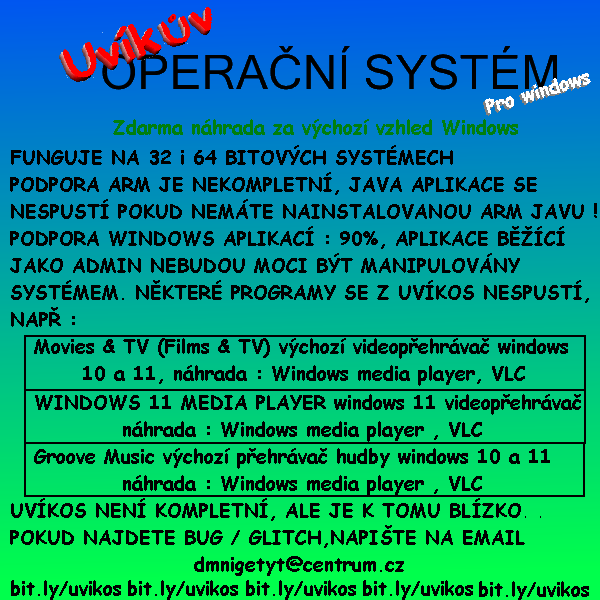 Uvíkův
OPERAČNÍ SYSTÉM
Pro windows
Zdarma náhrada za výchozí vzhled Windows
FUNGUJE NA 32 i 64 BITOVÝCH SYSTÉMECH
PODPORA ARM JE NEKOMPLETNÍ, JAVA APLIKACE SE
NESPUSTÍ POKUD NEMÁTE NAINSTALOVANOU ARM JAVU !
PODPORA WINDOWS APLIKACÍ : 90%, APLIKACE BĚŽÍCÍ
JAKO ADMIN NEBUDOU MOCI BÝT MANIPULOVÁNY
SYSTÉMEM. NĚKTERÉ PROGRAMY SE Z UVÍKOS NESPUSTÍ,
NAPŘ :
Movies & TV (Films & TV) výchozí videopřehrávač windows
10 a 11, náhrada : Windows media player, VLC
WINDOWS 11 MEDIA PLAYER windows 11 videopřehrávač
náhrada : Windows media player , VLC
Groove Music výchozí přehrávač hudby windows 10 a 11
náhrada : Windows media player , VLC
UVÍKOS NENÍ KOMPLETNÍ, ALE JE K TOMU BLÍZKO. . .
POKUD NAJDETE BUG / GLITCH,NAPIŠTE NA EMAIL
dmnigetyt@centrum.cz
bit.ly/uvikos bit.ly/uvikos bit.ly/uvikos bit.ly/uvikos bit.ly/uvikos